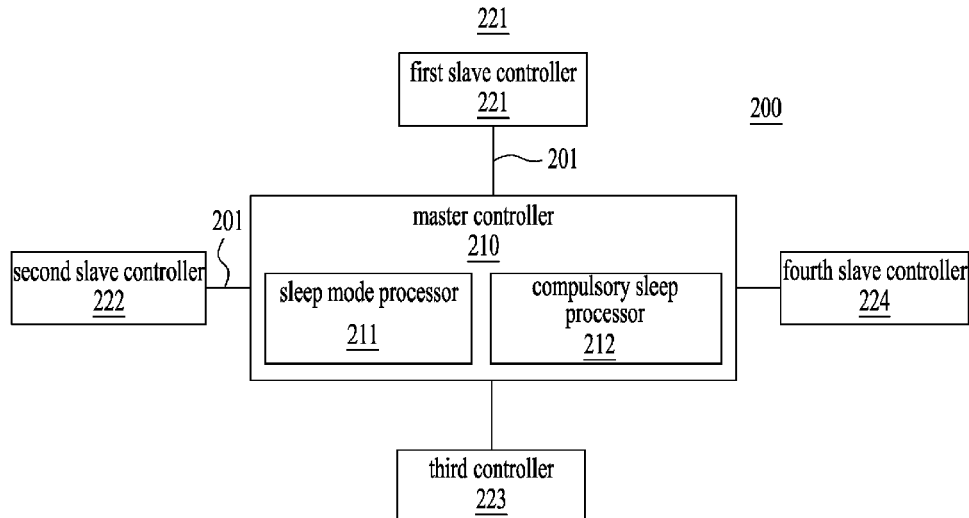 221
first slave controller
221
200
201
master controller
210
201
second slave controller
222
sleep mode processor
211
compulsory sleep
processor
212
fourth slave controller
224
third controller
223